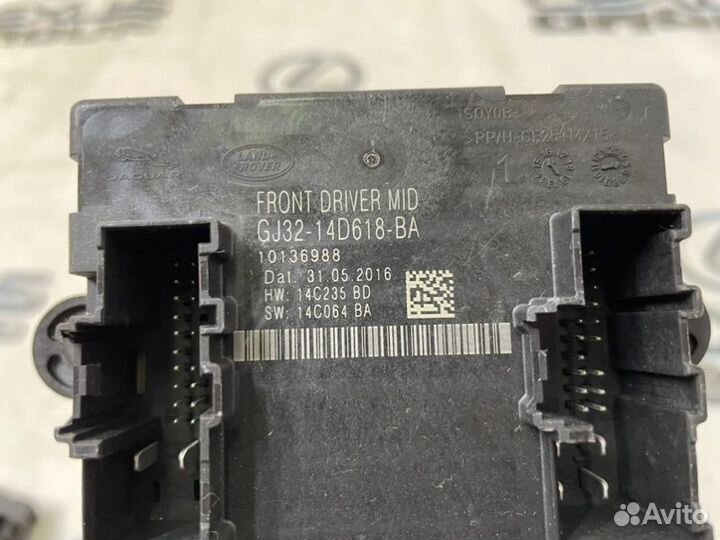 JAGUAR
LAND-
ROVER
1
FRONT DRIVER MID
GJ32-14D618-BA
10136988
Dat. 31.05.2016
HW: 14C235 BD
SW: 14C064 BA
Avito